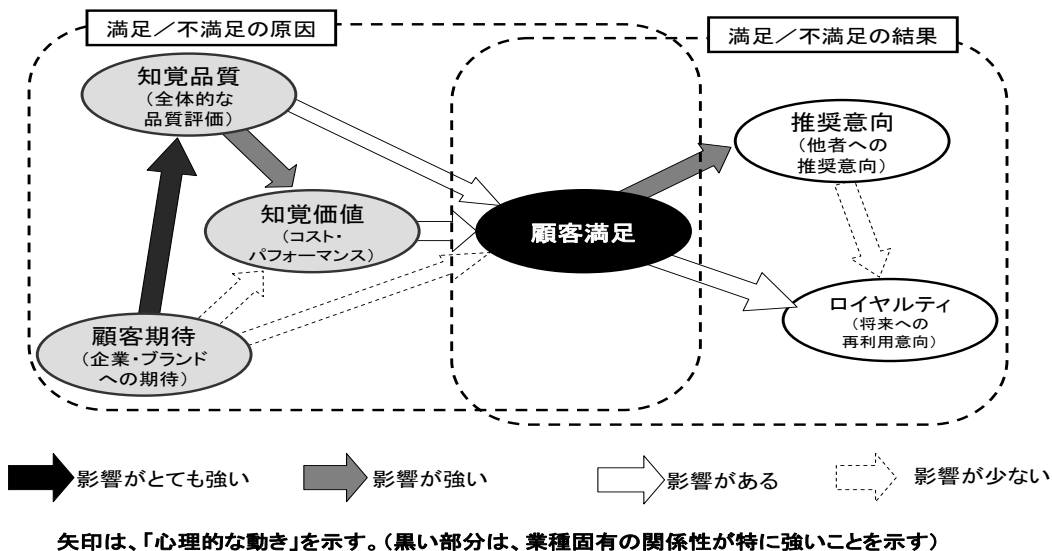 満足／不満足の原因
満足／不満足の結果
知覚品質
(全体的な
品質評価)
推奨意向
(他者への
推奨意向)
知覚価値
(コスト・
パフォーマンス)
顧客満足
顧客期待
(企業・ブランド
への期待)
ロイヤルティ
(将来への
再利用意向)
影響がとても強い
影響が強い
影響がある
影響が少ない
矢印は、「心理的な動き」を示す。(黒い部分は、業種固有の関係性が特に強いことを示す)